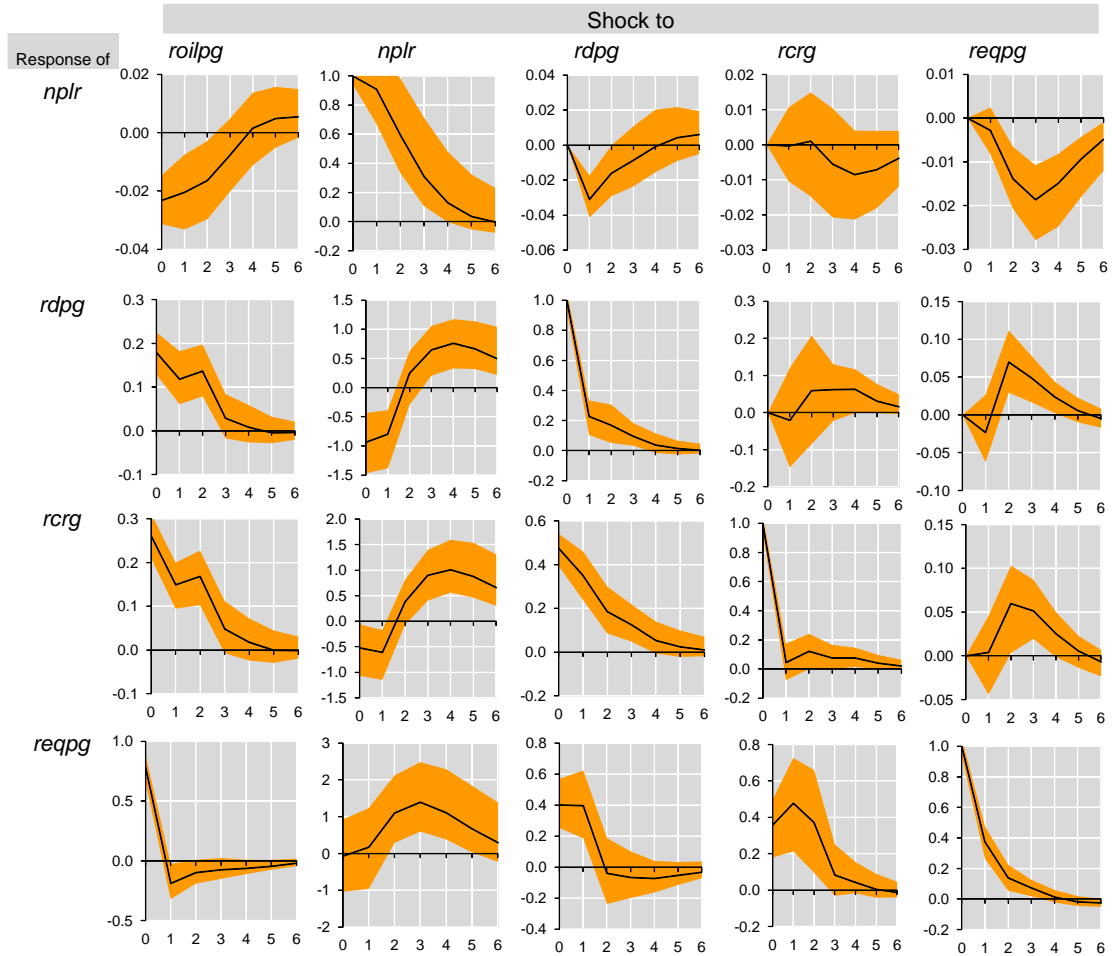 Shock to
Response of
roilpg nplr rdpg rcrg reqpg
nplr
0.02 1.0 0.04 0.02 0.01
0.00 0.8 0.02 0.01 0.00
-0.02 0.6 0.00 0.00 -0.01
-0.04 0.4 -0.02 -0.01 -0.02
0.2 -0.04 -0.02 -0.03
0.0 -0.06 -0.03
-0.2
0 1 2 3 4 5 6 0 1 2 3 4 5 6 0 1 2 3 4 5 6 0 1 2 3 4 5 6 0 1 2 3 4 5 6
rdpg
0.3 1.5 1.0 0.3 0.15
0.2 1.0 0.8 0.2 0.10
0.1 0.5 0.6 0.1 0.05
0.0 0.0 0.4 0.0 0.00
-0.1 -0.5 0.2 -0.1 -0.05
-1.0 0.0 -0.2 -0.10
-1.5 -0.2
0 1 2 3 4 5 6 0 1 2 3 4 5 6 0 1 2 3 4 5 6 0 1 2 3 4 5 6 0 1 2 3 4 5 6
rcrg
0.3 2.0 0.6 1.0 0.15
0.2 1.5 0.4 0.8 0.10
0.1 1.0 0.2 0.6 0.05
0.0 0.5 0.0 0.4 0.00
-0.1 0.0 -0.2 0.2 -0.05
-0.5 0.0
-1.0 -0.2
-1.5
0 1 2 3 4 5 6 0 1 2 3 4 5 6 0 1 2 3 4 5 6 0 1 2 3 4 5 6 0 1 2 3 4 5 6
reqpg
1.0 3 0.8 0.8 1.0
0.5 2 0.6 0.6 0.8
0.0 1 0.4 0.4 0.6
-0.5 0 0.2 0.2 0.4
-1 0.0 0.0 0.2
-2 -0.2 -0.2 0.0
-0.4 -0.2
0 1 2 3 4 5 6 0 1 2 3 4 5 6 0 1 2 3 4 5 6 0 1 2 3 4 5 6 0 1 2 3 4 5 6